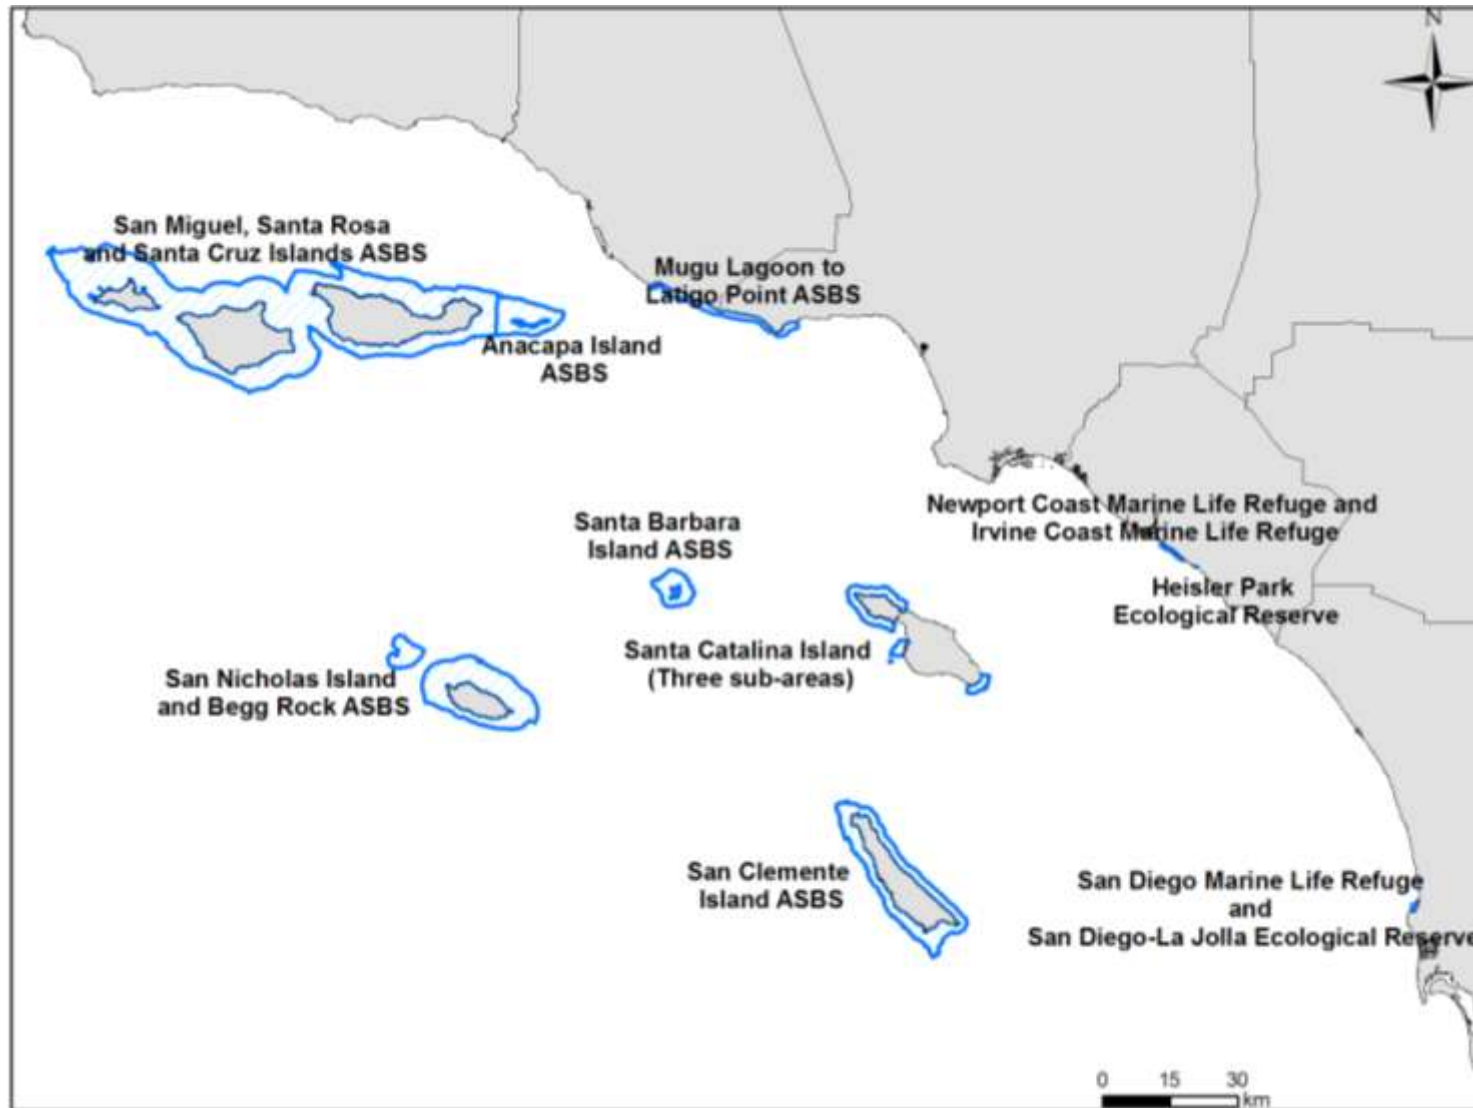 N
San Miguel, Santa Rosa
and Santa Cruz Islands ASBS
Mugu Lagoon to
Latigo Point ASBS
Anacapa Island
ASBS
Newport Coast Marine Life Refuge and
Irvine Coast Marine Life Refuge
Santa Barbara
Island ASBS
Heisler Park
Ecological Reserve
Santa Catalina Island
(Three sub-areas)
San Nicholas Island
and Begg Rock ASBS
San Clemente
Island ASBS
San Diego Marine Life Refuge
and
San Diego-La Jolla Ecological Reserve
0 15 30
km